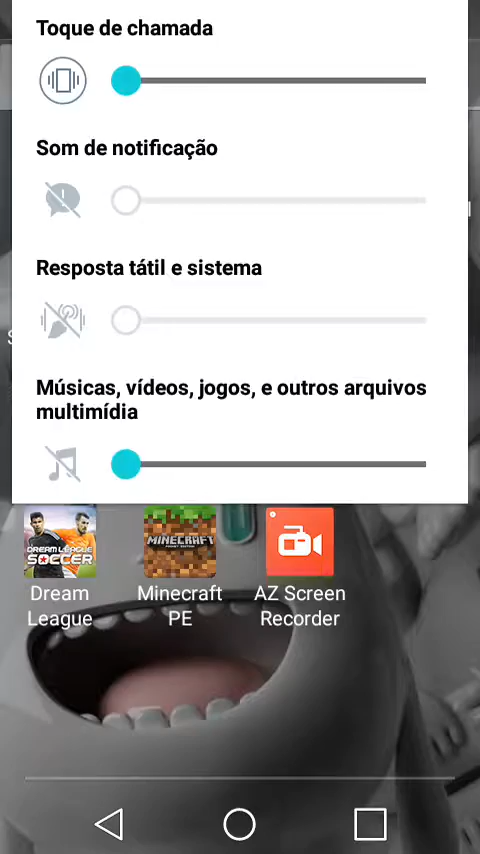 Toque de chamada
Som de notificação
Resposta tátil e sistema
Músicas, vídeos, jogos, e outros arquivos
multimídia
DREAM LEAGUE
SOCCER
MINECRAFT
Dream
League
Minecraft
PE
AZ Screen
Recorder